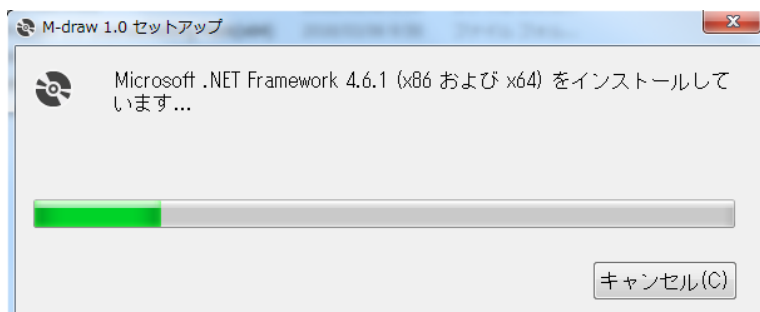 M-draw 1.0 セットアップ
Microsoft .NET Framework 4.6.1 (x86 および x64) をインストールして
います...
キャンセル(C)